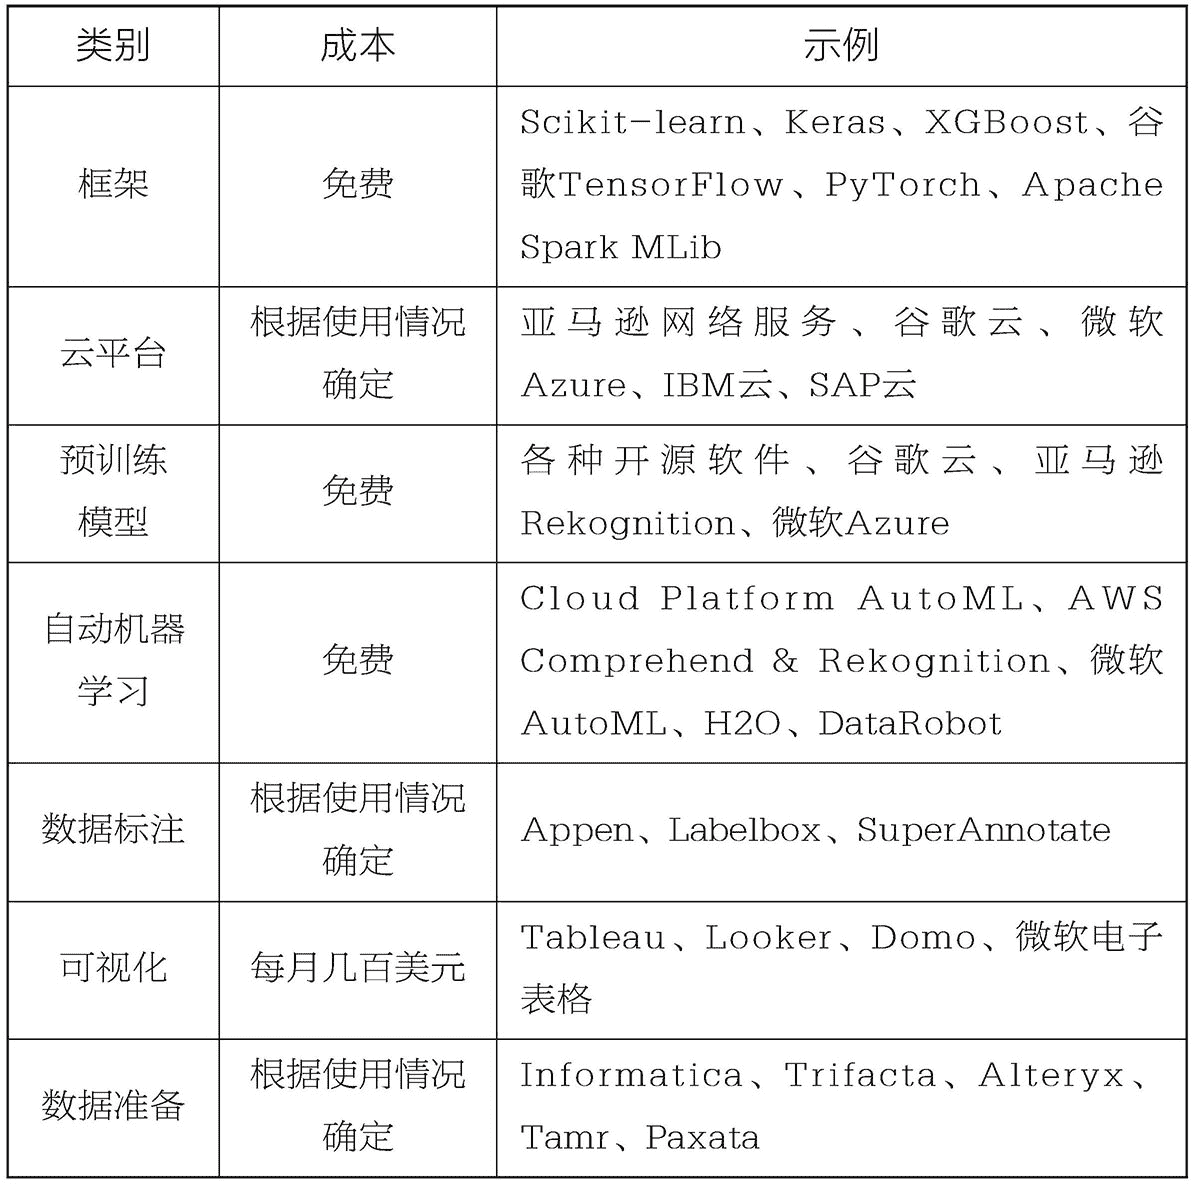 类别 成本 示例
框架 免费 Scikit-learn、Keras、XGBoost、谷
歌TensorFlow、PyTorch、Apache
Spark MLib
云平台 根据使用情况
确定
亚马逊网络服务、谷歌云、微软
Azure、IBM云、SAP云
预训练
模型
免费
各种开源软件、谷歌云、亚马逊
Rekognition、微软Azure
自动机器
学习
免费
Cloud Platform AutoML、AWS
Comprehend & Rekognition、微软
AutoML、H2O、DataRobot
数据标注
根据使用情况
确定
Appen、Labelbox、SuperAnnotate
可视化
每月几百美元
Tableau、Looker、Domo、微软电子
表格
数据准备
根据使用情况
确定
Informatica、Trifacta、Alteryx、
Tamr、Paxata